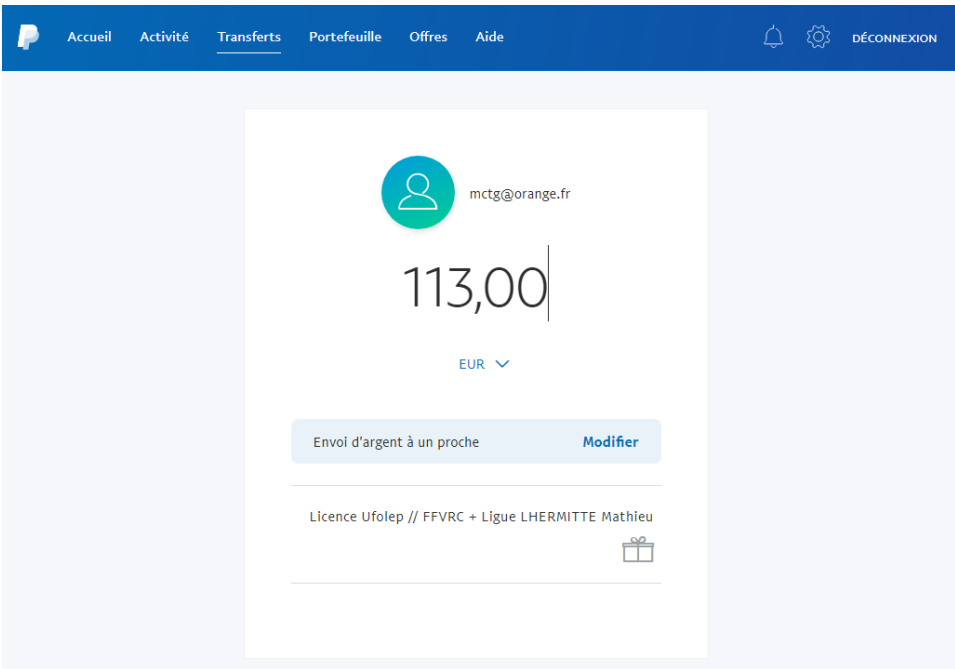 Accueil Activité Transferts Portefeuille Offres Aide DÉCONNEXION
mctg@orange.fr
113,00
EUR
Envoi d'argent à un proche Modifier
Licence Ufolep // FFVRC + Ligue LHERMITTE Mathieu